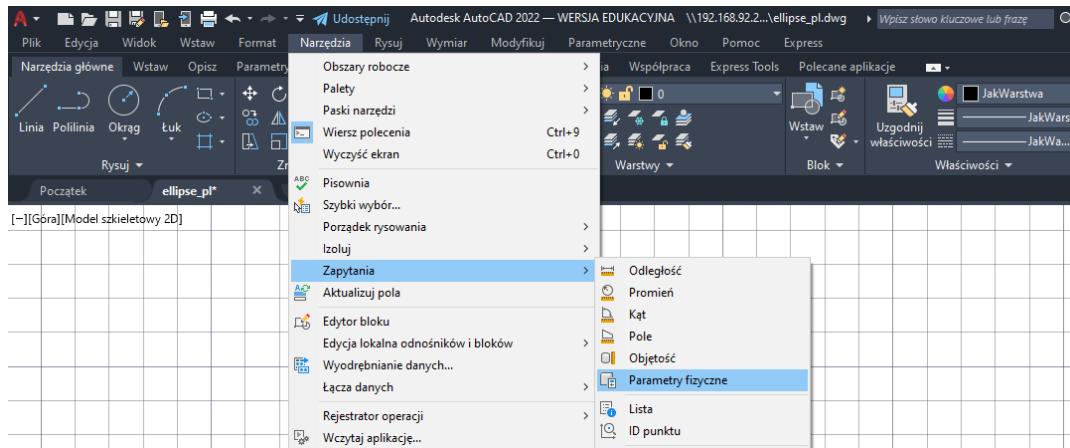 A Udostępnij Autodesk AutoCAD 2022 — WERSJA EDUKACYJNA \\192.168.92.2...\ellipse_pl.dwg Wpisz słowo kluczowe lub frazę
Plik Edycja Widok Wstaw Format Narzędzia Rysuj Wymiar Modyfikuj Parametryczne Okno Pomoc Express
Narzędzia główne Wstaw Opisz Parametry Współpraca Express Tools Polecane aplikacje
Obszary robocze
Palety
Paski narzędzi
Wiersz polecenia Ctrl+9
Wyczyść ekran Ctrl+0
Pisownia
Szybki wybór...
Porządek rysowania
Izoluj
Zapytania
Aktualizuj pola
Edytor bloku
Edycja lokalna odnośników i bloków
Wyodrębnianie danych...
Łącza danych
Rejestrator operacji
Wczytaj aplikację...
Odległość
Promień
Kąt
Pole
Objętość
Parametry fizyczne
Lista
ID punktu
Linia Polilinia Okrąg Łuk
Rysuj
0
Warstwy
Wstaw
Blok
Uzgodnij
właściwości
JakWarstwa
JakWars
JakWa...
Właściwości
Początek ellipse_pl*
[−][Góra][Model szkieletowy 2D]